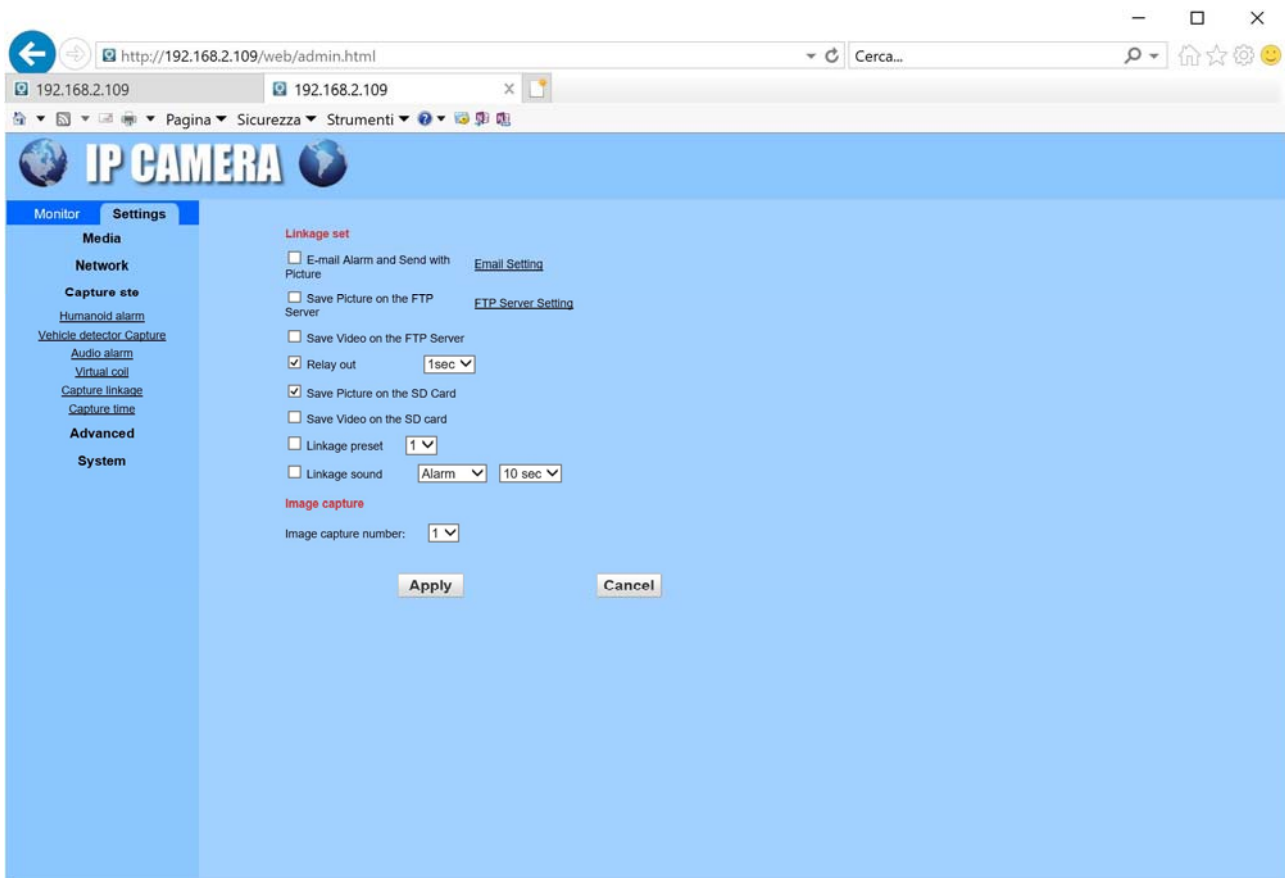 http://192.168.2.109/web/admin.html
Cerca...
192.168.2.109
192.168.2.109
Pagina Sicurezza Strumenti
IP CAMERA
Monitor Settings
Media
Network
Capture ste
Humanoid alarm
Vehicle detector Capture
Audio alarm
Virtual coil
Capture linkage
Capture time
Advanced
System
Linkage set
E-mail Alarm and Send with
Picture
Email Setting
Save Picture on the FTP
Server
FTP Server Setting
Save Video on the FTP Server
Relay out 1sec
Save Picture on the SD Card
Save Video on the SD card
Linkage preset 1
Linkage sound Alarm 10 sec
Image capture
Image capture number: 1
Apply Cancel